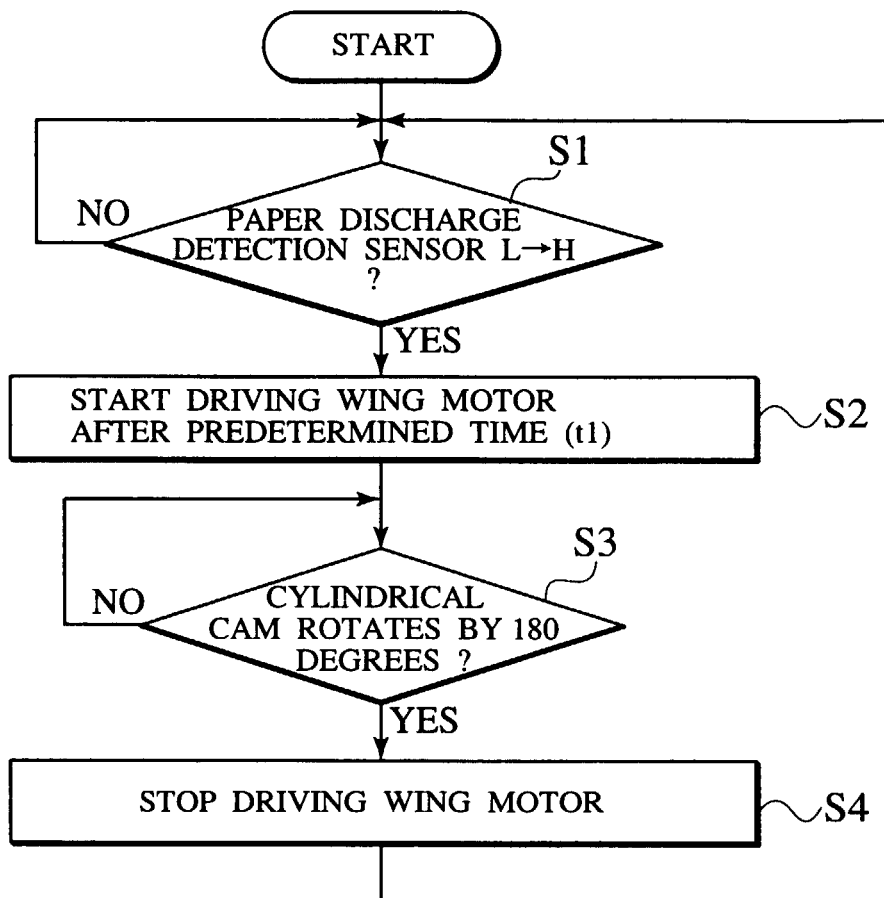 START
S1
NO
PAPER DISCHARGE
DETECTION SENSOR L→H
?
YES
START DRIVING WING MOTOR
AFTER PREDETERMINED TIME (t1)
S2
S3
NO
CYLINDRICAL
CAM ROTATES BY 180
DEGREES ?
YES
STOP DRIVING WING MOTOR
S4